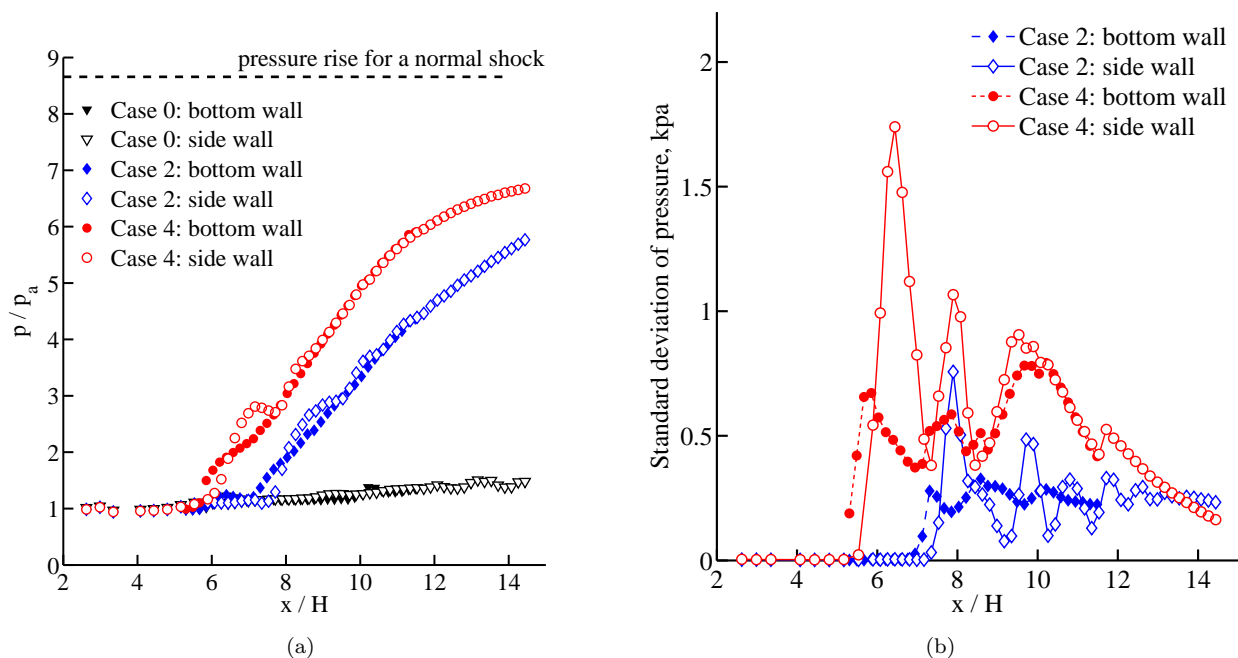 pressure rise for a normal shock
Case 0: bottom wall
Case 0: side wall
Case 2: bottom wall
Case 2: side wall
Case 4: bottom wall
Case 4: side wall
p / pa
9
8
7
6
5
4
3
2
1
0
2 4 6 8 10 12 14
x / H
(a)
Case 2: bottom wall
Case 2: side wall
Case 4: bottom wall
Case 4: side wall
Standard deviation of pressure, kpa
2
1.5
1
0.5
0
2 4 6 8 10 12 14
x / H
(b)